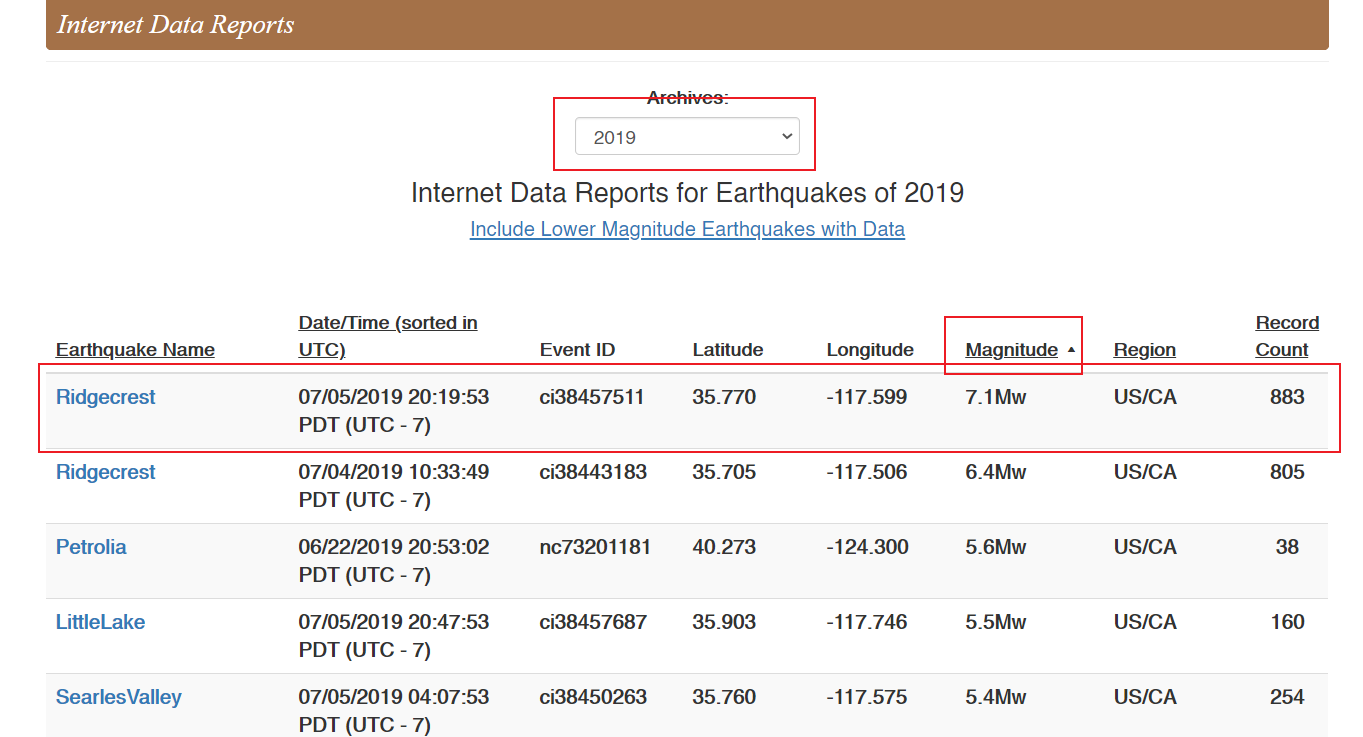 Internet Data Reports
Archives:
2019
Internet Data Reports for Earthquakes of 2019
Include Lower Magnitude Earthquakes with Data
Earthquake Name Date/Time (sorted in UTC) Event ID Latitude Longitude Magnitude ▲ Region Record Count
Ridgecrest 07/05/2019 20:19:53 ci38457511 35.770 -117.599 7.1Mw US/CA 883
PDT (UTC - 7)
Ridgecrest 07/04/2019 10:33:49 ci38443183 35.705 -117.506 6.4Mw US/CA 805
PDT (UTC - 7)
Petrolia 06/22/2019 20:53:02 nc73201181 40.273 -124.300 5.6Mw US/CA 38
PDT (UTC - 7)
LittleLake 07/05/2019 20:47:53 ci38457687 35.903 -117.746 5.5Mw US/CA 160
PDT (UTC - 7)
SearlesValley 07/05/2019 04:07:53 ci38450263 35.760 -117.575 5.4Mw US/CA 254
PDT (UTC - 7)